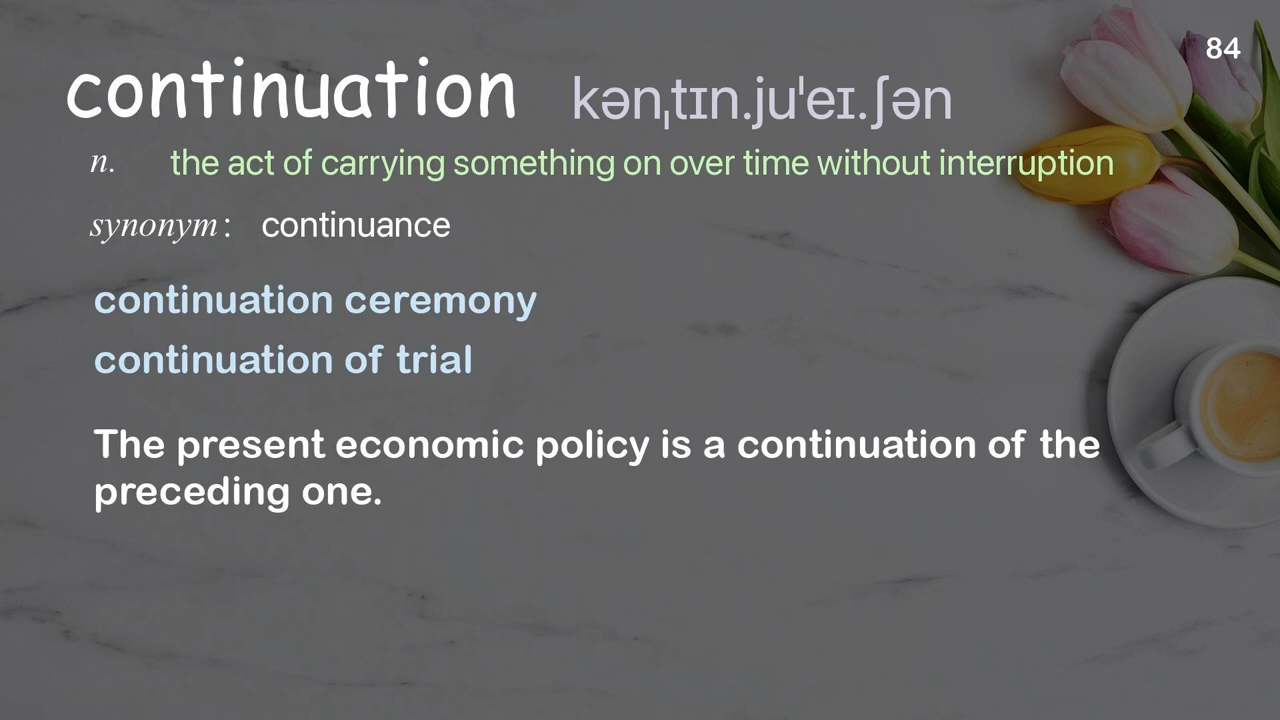 84
continuation kənˌtɪn.juˈeɪ.ʃən
n. the act of carrying something on over time without interruption
synonym: continuance
continuation ceremony
continuation of trial
The present economic policy is a continuation of the
preceding one.